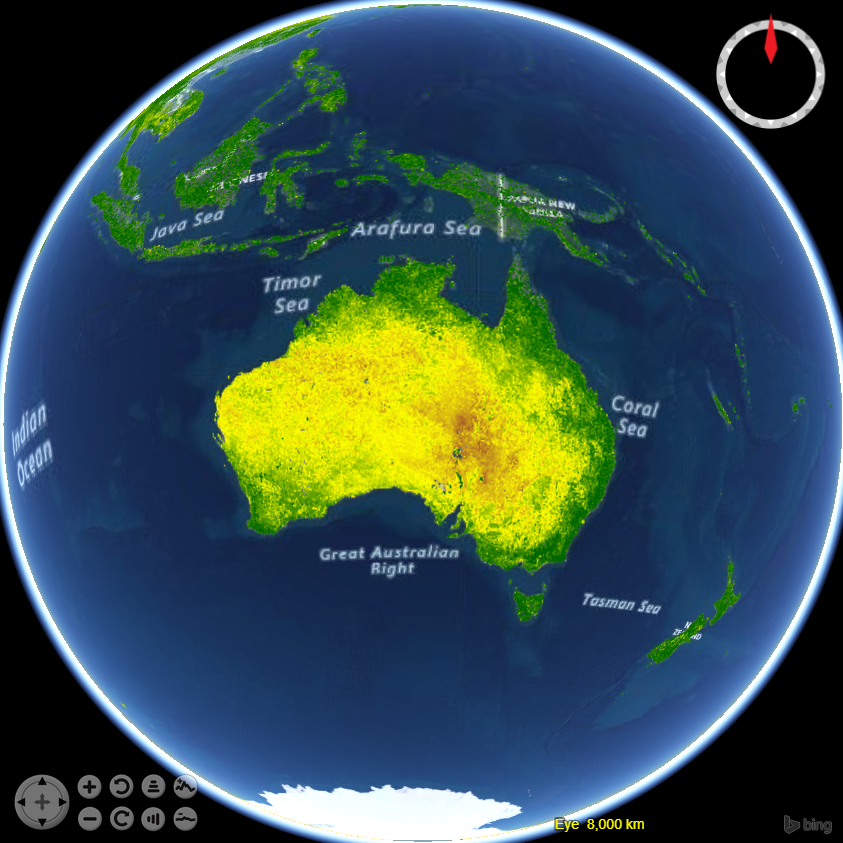 Java Sea
Arafura Sea
Timor
Sea
Coral
Sea
Indian
Ocean
Great Australian
Right
Tasman Sea
Eye 8,000 km
bing